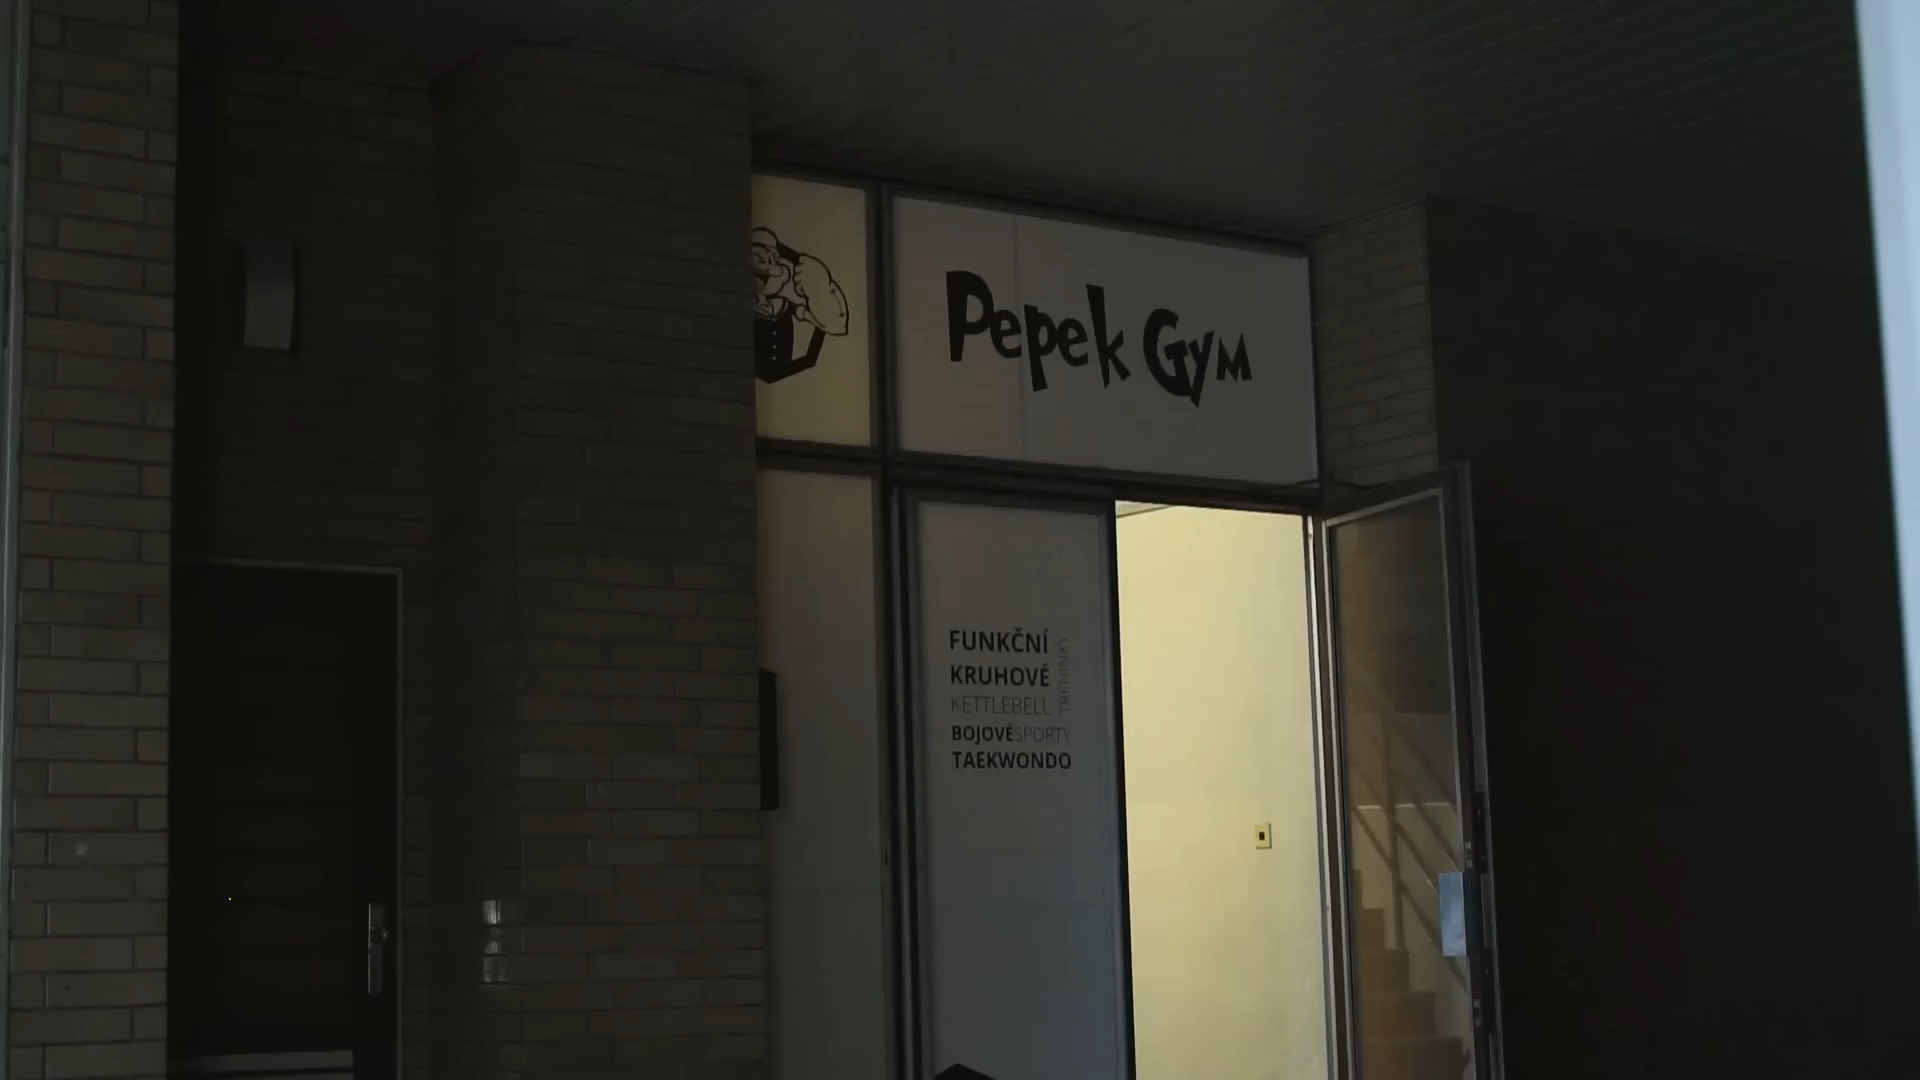 Pepek Gym
FUNKČNÍ
KRUHOVÉ
KETTLEBELL
TRÉNINKY
BOJOVÉSPORTY
TAEKWONDO